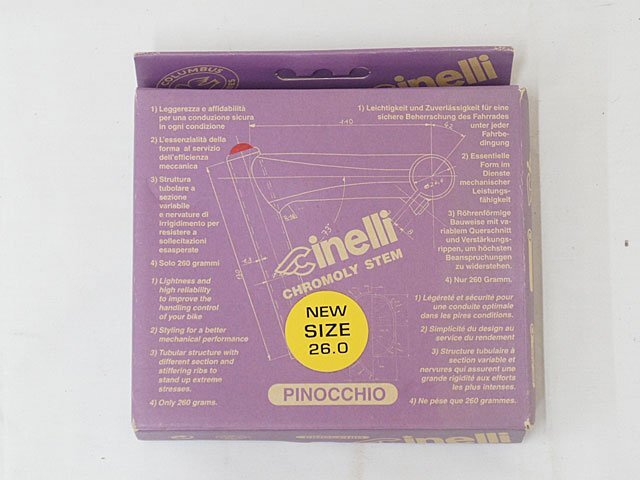 COLUMBUS
cinelli
1) Leggerezza e affidabilità
per una conduzione sicura
in ogni condizione
2) L'essenzialità della
forma al servizio
dell'efficienza
meccanica
3) Struttura
tubolare a
sezione
variabile
e nervature di
irrigidimento per
resistere a
sollecitazioni
esasperate
4) Solo 260 grammi
1) Lightness and
high reliability
to improve the
handling control
of your bike
2) Styling for a better
mechanical performance
3) Tubular structure with
different section and
stiffering ribs to
stand up extreme
stresses.
4) Only 260 grams.
1) Leichtigkeit und Zuverlässigkeit für eine
sichere Beherrschung des Fahrrades
unter jeder
Fahrbe-
dingung
2) Essentielle
Form im
Dienste
mechanischer
Leistungs-
fähigkeit
3) Röhrenförmige
Bauweise mit va-
riablem Querschnitt
und Verstärkungs-
rippen, um höchsten
Beanspruchungen
zu widerstehen.
4) Nur 260 Gramm.
1) Légéreté et sécurité pour
une conduite optimale
dans les pires conditions.
2) Simplicité du design au
service du rendement
3) Structure tubulaire à
section variable et
nervures qui assurent une
grande rigidité aux efforts
les plus intenses.
4) Ne pèse que 260 grammes.
110
73°
cinelli
CHROMOLY STEM
NEW
SIZE
26.0
PINOCCHIO
cinelli